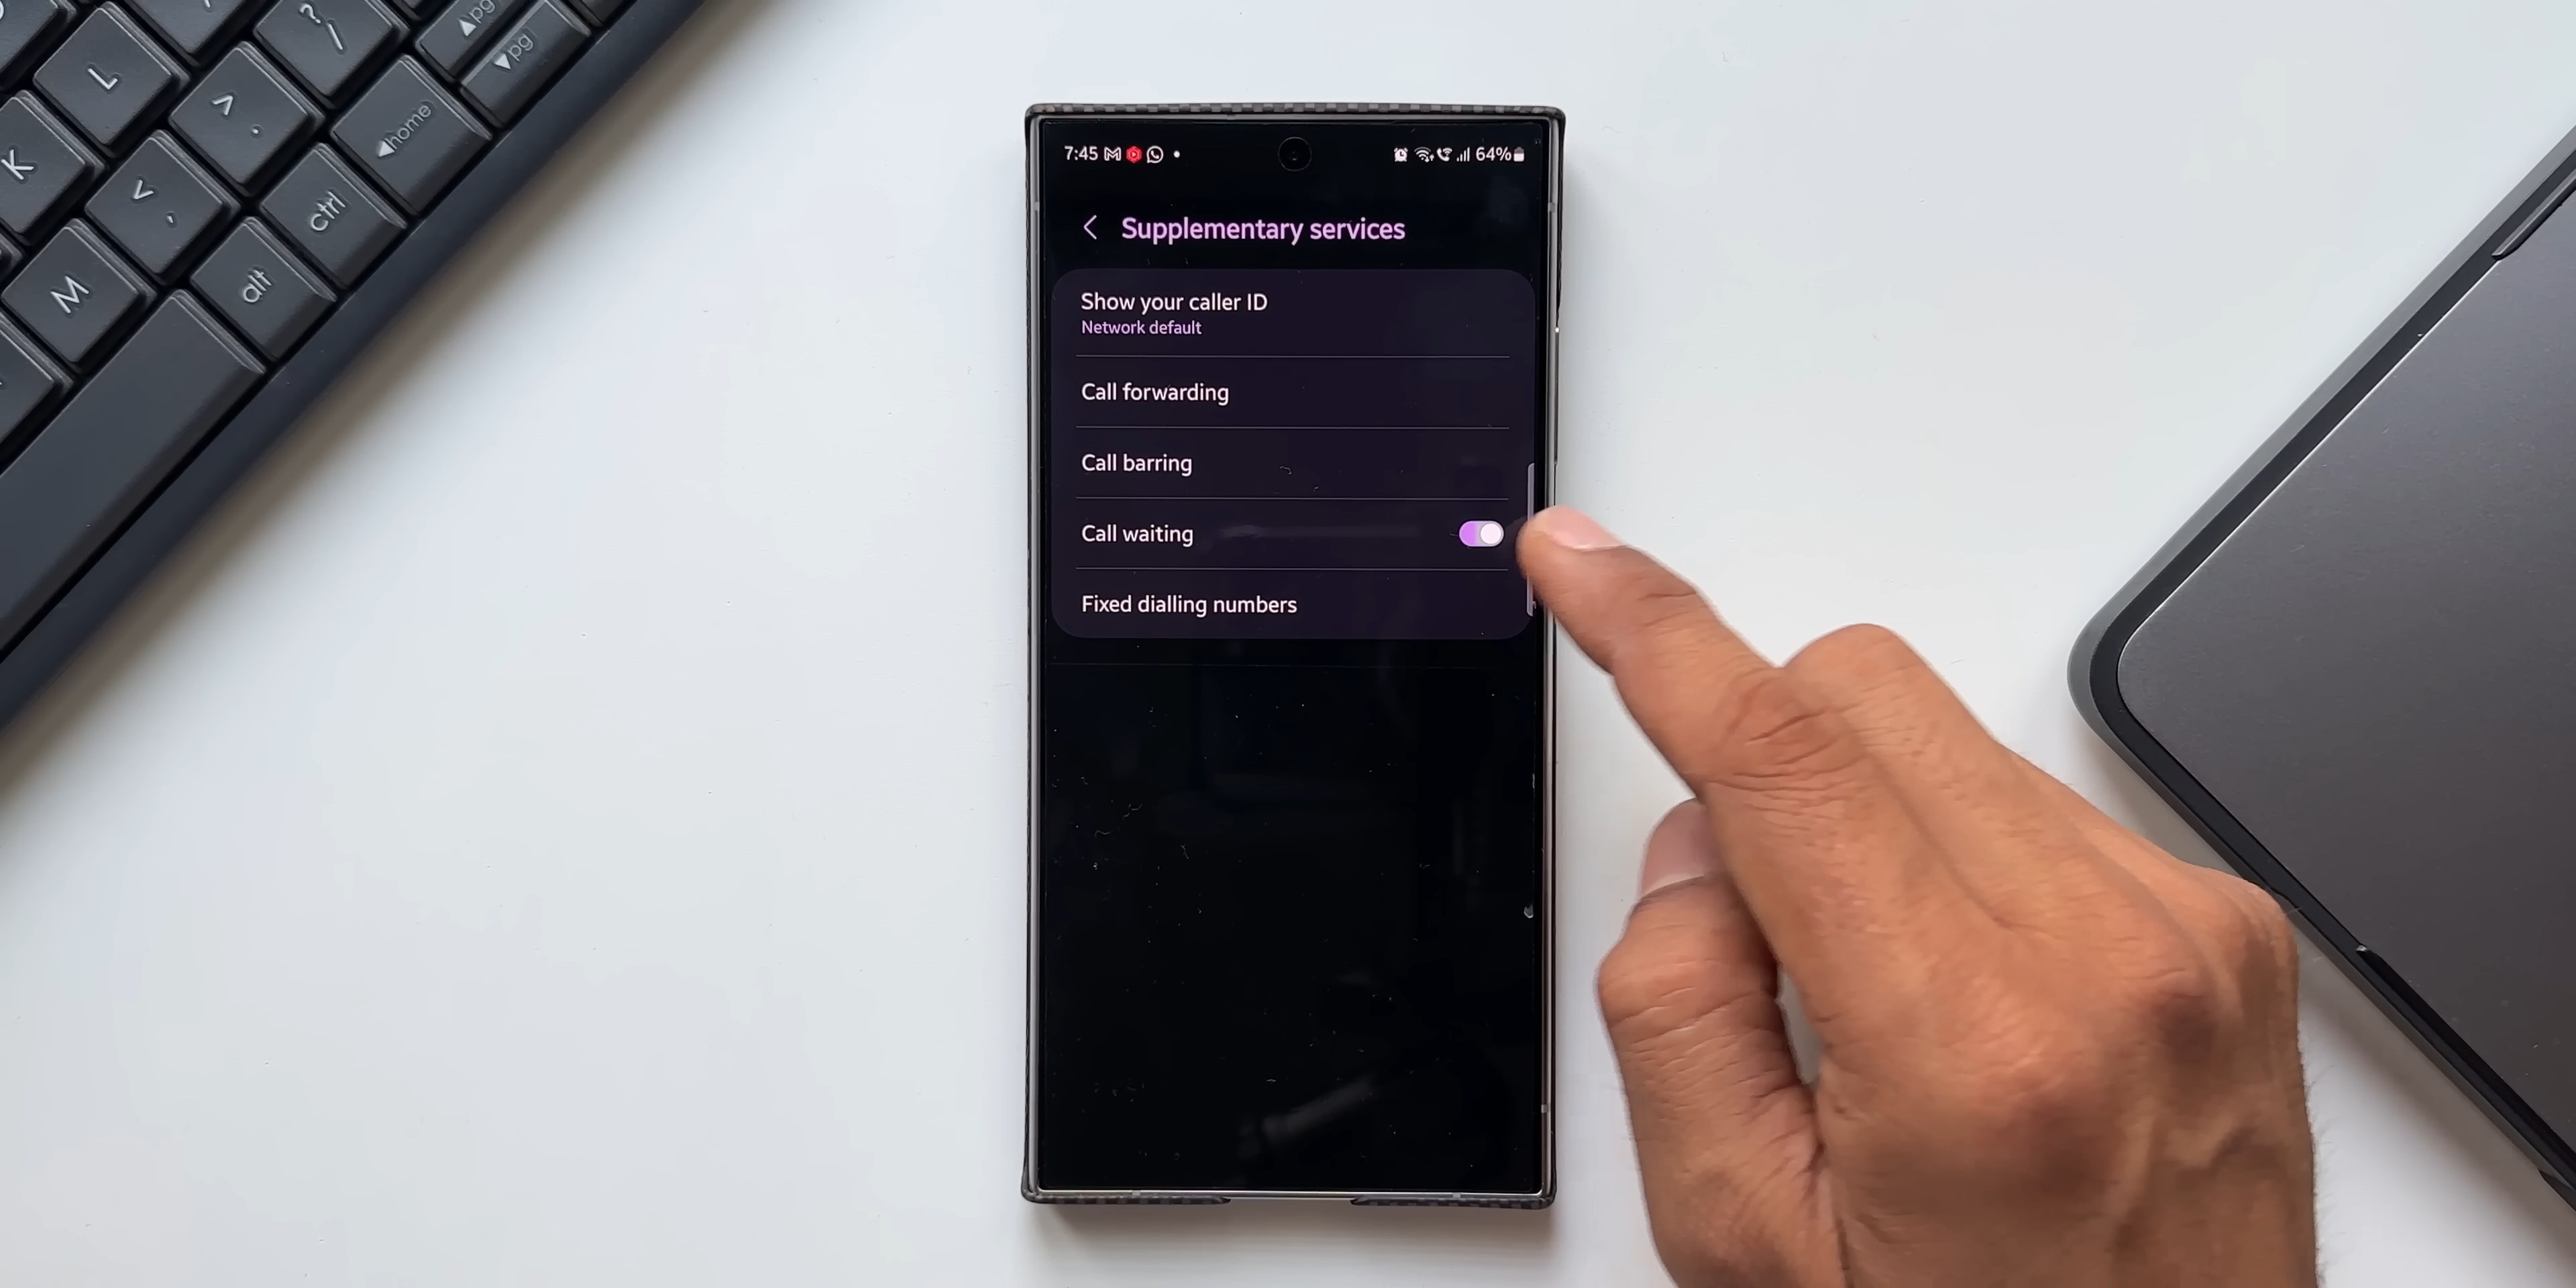 L
?
/
▲pg
▼pg
K
>
.
◀home
<
,
ctrl
M
alt
7:45
64%
Supplementary services
Show your caller ID
Network default
Call forwarding
Call barring
Call waiting
Fixed dialling numbers